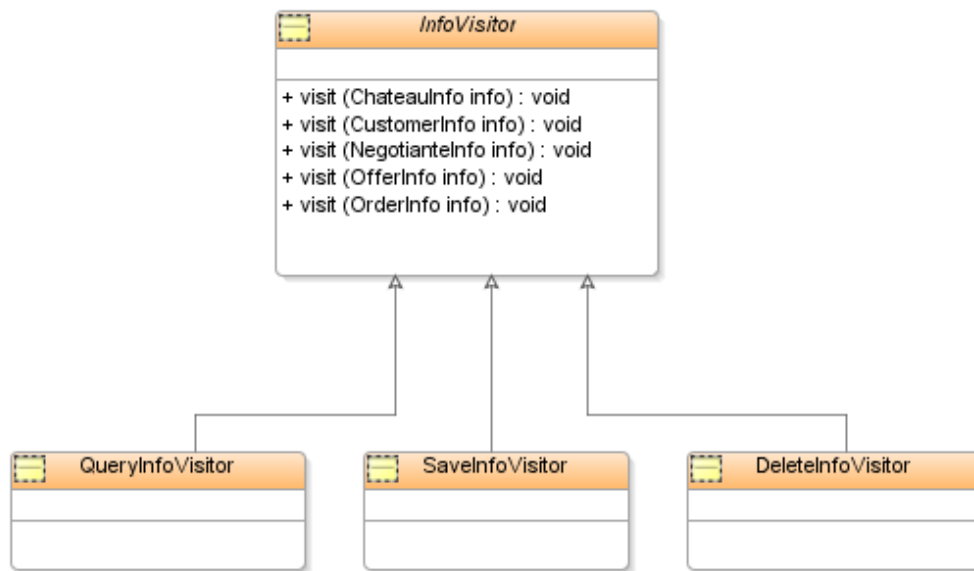 InfoVisitor
+ visit (ChateauInfo info) : void
+ visit (CustomerInfo info) : void
+ visit (NegotianteInfo info) : void
+ visit (OfferInfo info) : void
+ visit (OrderInfo info) : void
QueryInfoVisitor
SaveInfoVisitor
DeleteInfoVisitor